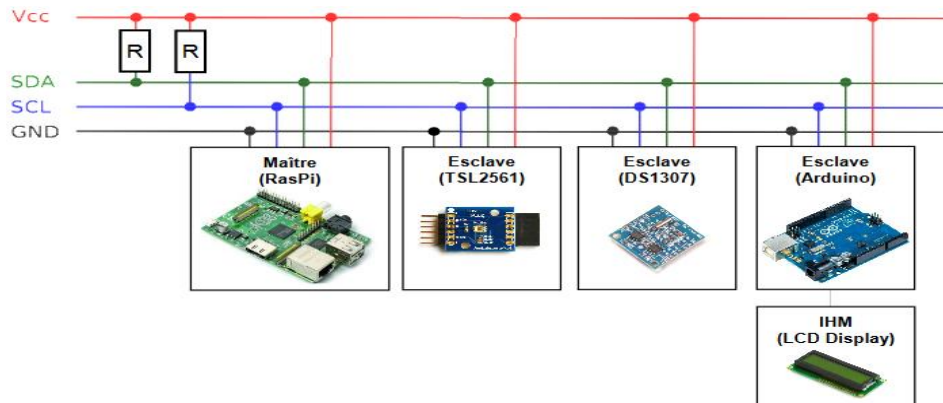 Vcc
R
R
SDA
SCL
GND
Maître
(RasPi)
Esclave
(TSL2561)
Esclave
(DS1307)
Esclave
(Arduino)
IHM
(LCD Display)